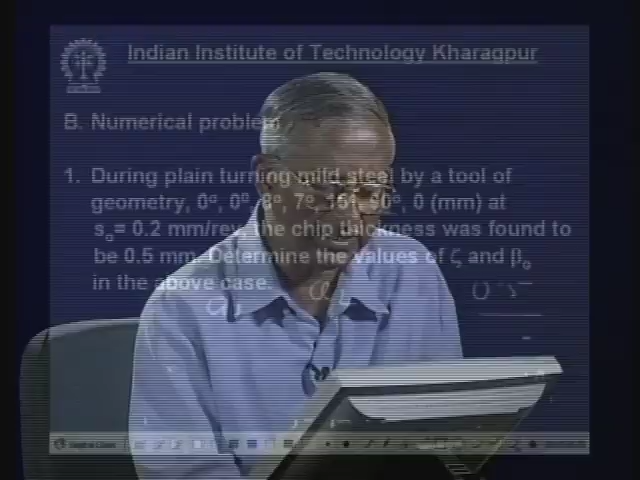 Indian Institute of Technology Kharagpur
B. Numerical problem
1. During plain turning mild steel by a tool of
geometry, 0°, 0°, 8°, 7°, 15°, 90°, 0 (mm) at
sₒ= 0.2 mm/rev, the chip thickness was found to
be 0.5 mm. Determine the values of ζ and βₒ
in the above case.